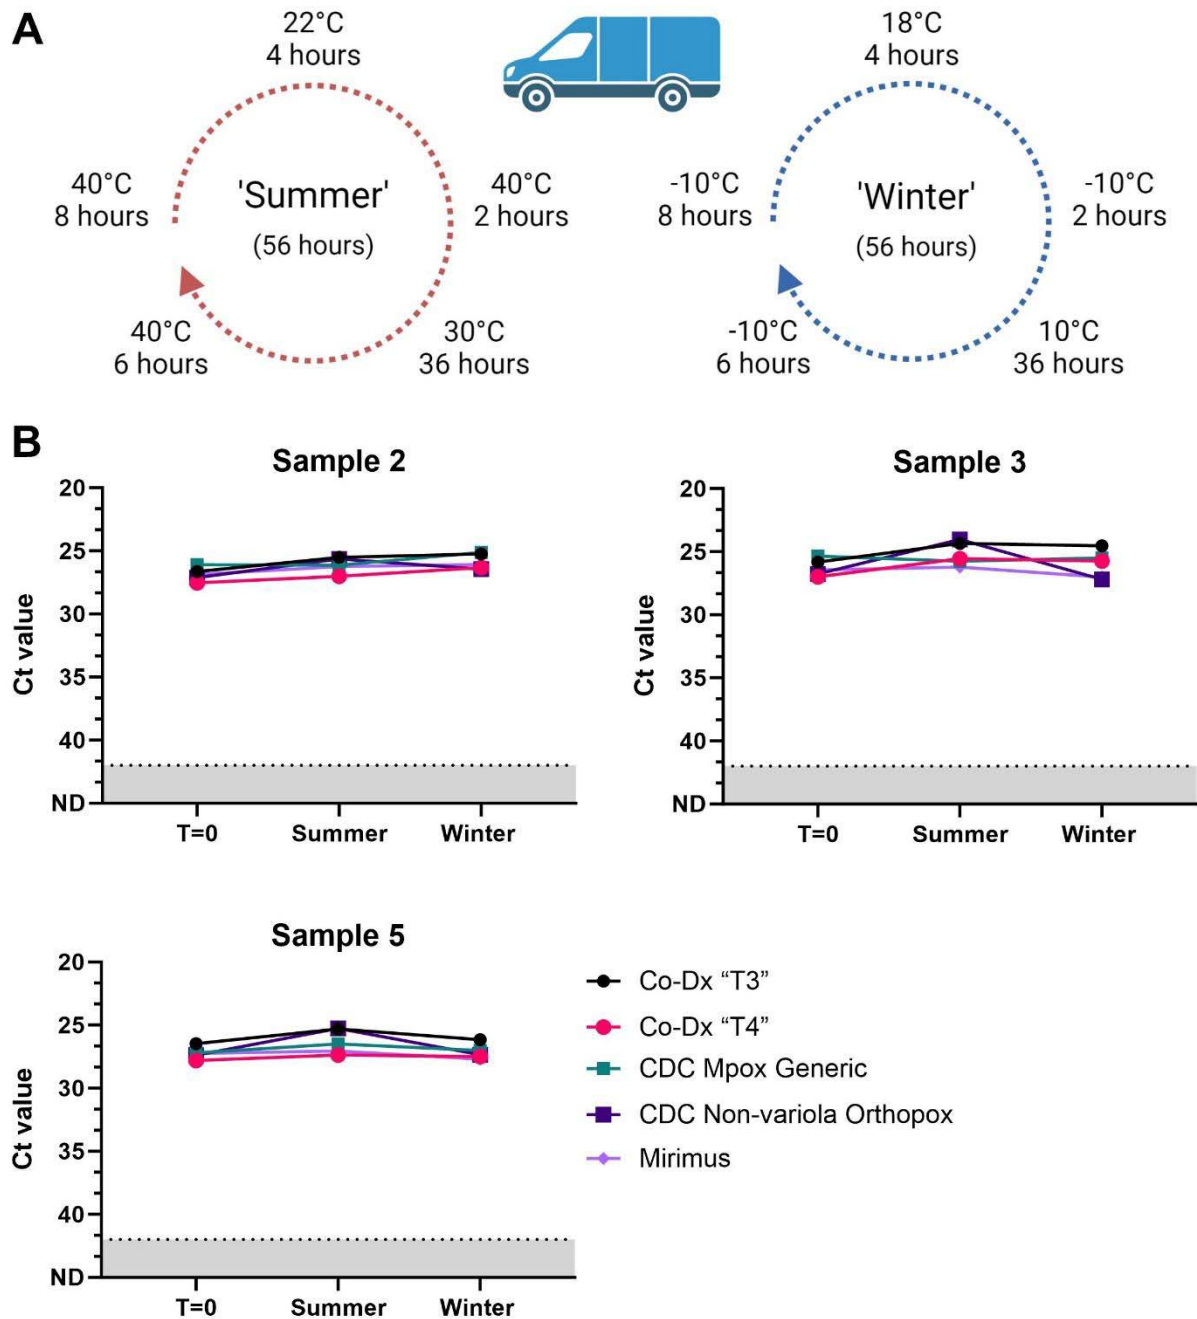 A
22°C
4 hours
40°C
8 hours
'Summer'
(56 hours)
40°C
2 hours
40°C
6 hours
30°C
36 hours
18°C
4 hours
-10°C
8 hours
'Winter'
(56 hours)
-10°C
2 hours
-10°C
6 hours
10°C
36 hours
B
Sample 2
Ct value
20
25
30
35
40
ND
T=0 Summer Winter
Sample 3
Ct value
20
25
30
35
40
ND
T=0 Summer Winter
Sample 5
Ct value
20
25
30
35
40
ND
T=0 Summer Winter
Co-Dx “T3”
Co-Dx “T4”
CDC Mpox Generic
CDC Non-variola Orthopox
Mirimus